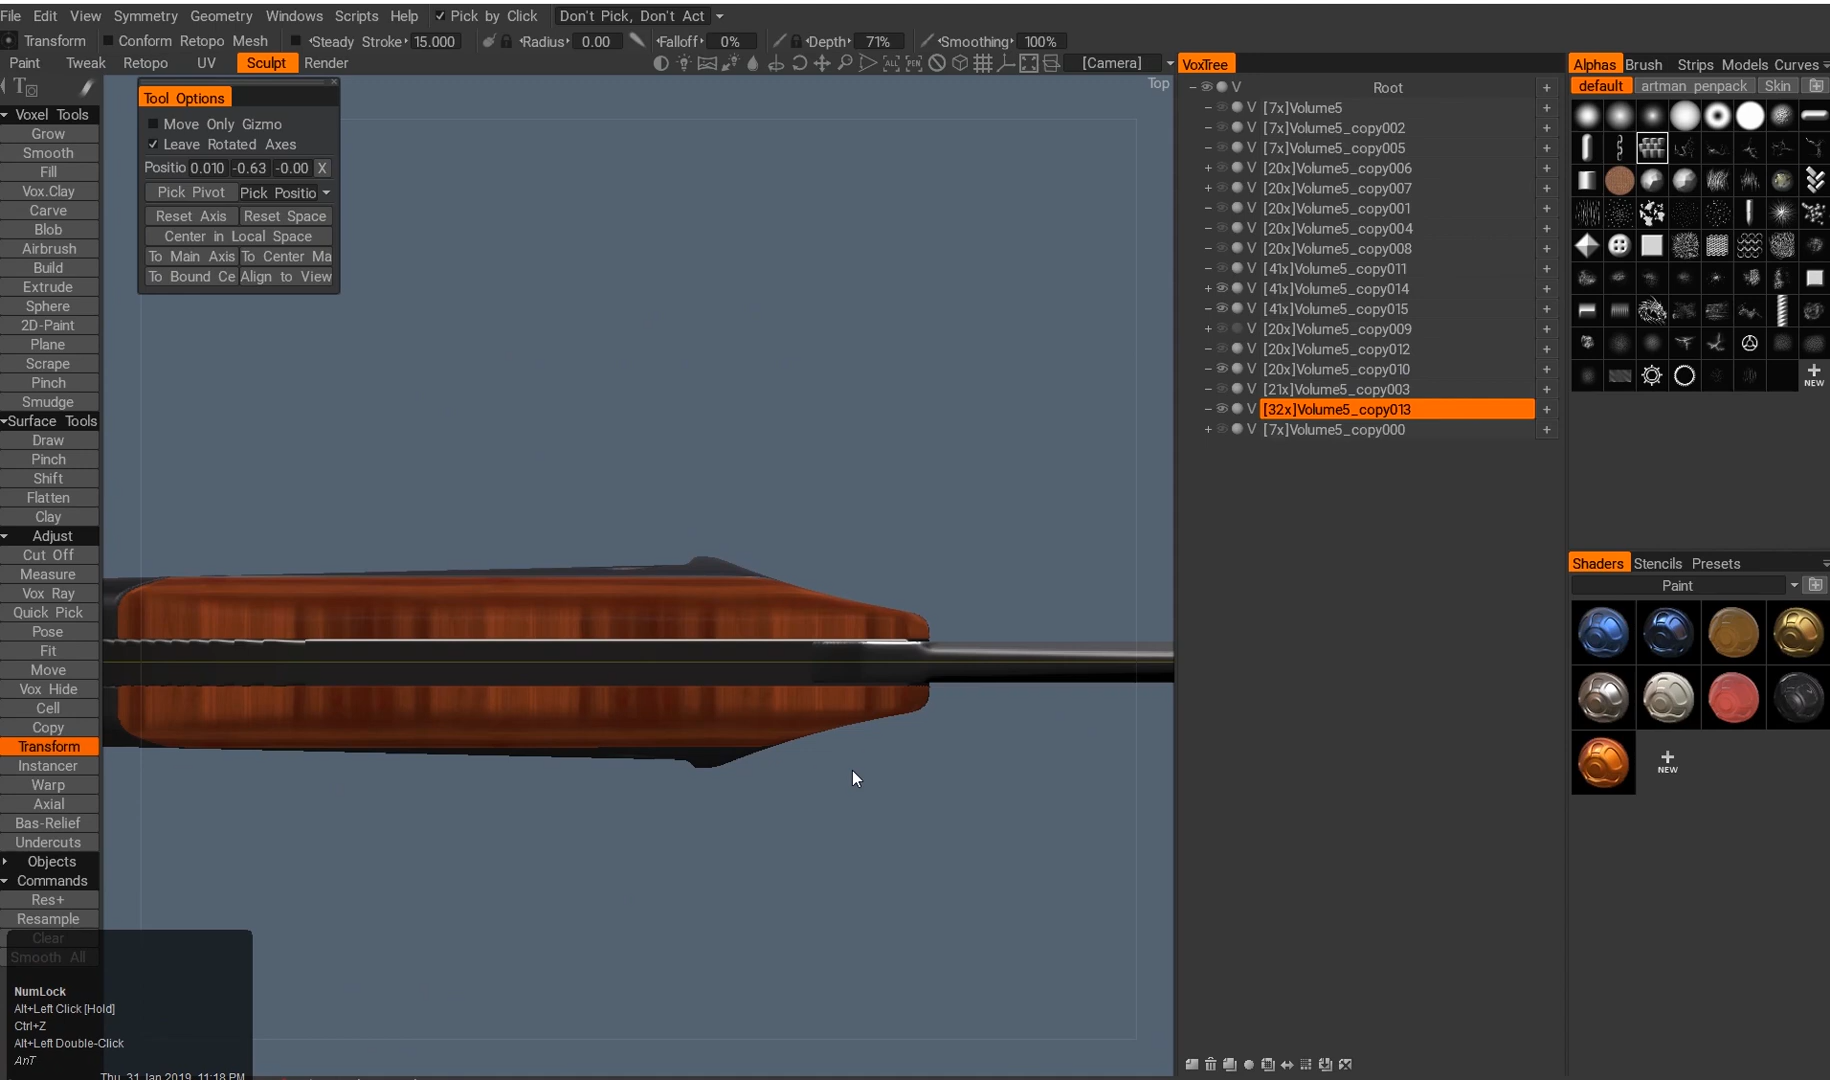 File Edit View Symmetry Geometry Windows Scripts Help Pick by Click Don't Pick, Don't Act
Transform Conform Retopo Mesh Steady Stroke 15.000 Radius 0.00 Falloff 0% Depth 71% Smoothing 100%
Paint Tweak Retopo UV Sculpt Render [Camera]
VoxTree
Alphas Brush Strips Models Curves
default artman penpack Skin
Top
Tool Options
Move Only Gizmo
Leave Rotated Axes
Positio 0.010 -0.63 -0.00 X
Pick Pivot Pick Positio
Reset Axis Reset Space
Center in Local Space
To Main Axis To Center Ma
To Bound Ce Align to View
Voxel Tools
Grow
Smooth
Fill
Vox.Clay
Carve
Blob
Airbrush
Build
Extrude
Sphere
2D-Paint
Plane
Scrape
Pinch
Smudge
Surface Tools
Draw
Pinch
Shift
Flatten
Clay
Adjust
Cut Off
Measure
Vox Ray
Quick Pick
Pose
Fit
Move
Vox Hide
Cell
Copy
Transform
Instancer
Warp
Axial
Bas-Relief
Undercuts
Objects
Commands
Res+
Resample
Clear
Smooth All
NumLock
Alt+Left Click [Hold]
Ctrl+Z
Alt+Left Double-Click
AnT
Thu, 31 Jan 2019, 11:18 PM
V Root +
V [7x]Volume5 +
V [7x]Volume5_copy002 +
V [7x]Volume5_copy005 +
V [20x]Volume5_copy006 +
V [20x]Volume5_copy007 +
V [20x]Volume5_copy001 +
V [20x]Volume5_copy004 +
V [20x]Volume5_copy008 +
V [41x]Volume5_copy011 +
V [41x]Volume5_copy014 +
V [41x]Volume5_copy015 +
V [20x]Volume5_copy009 +
V [20x]Volume5_copy012 +
V [20x]Volume5_copy010 +
V [21x]Volume5_copy003 +
V [32x]Volume5_copy013 +
V [7x]Volume5_copy000 +
NEW
Shaders Stencils Presets
Paint
NEW